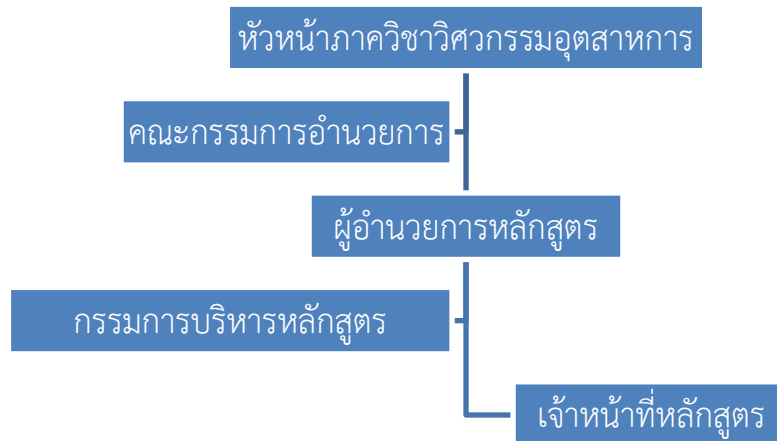 หัวหน้าภาควิชาวิศวกรรมอุตสาหการ
คณะกรรมการอำนวยการ
ผู้อำนวยการหลักสูตร
กรรมการบริหารหลักสูตร
เจ้าหน้าที่หลักสูตร